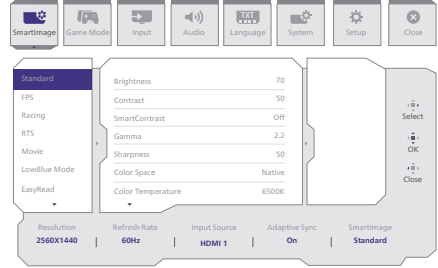 SmartImage Game Mode Input Audio TXT Language System Setup Close
Standard
FPS
Racing
RTS
Movie
LowBlue Mode
EasyRead
Brightness 70
Contrast 50
SmartContrast Off
Gamma 2.2
Sharpness 50
Color Space Native
Color Temperature 6500K
Select
OK
Close
Resolution Refresh Rate Input Source Adaptive Sync SmartImage
2560X1440 | 60Hz | HDMI 1 | On | Standard